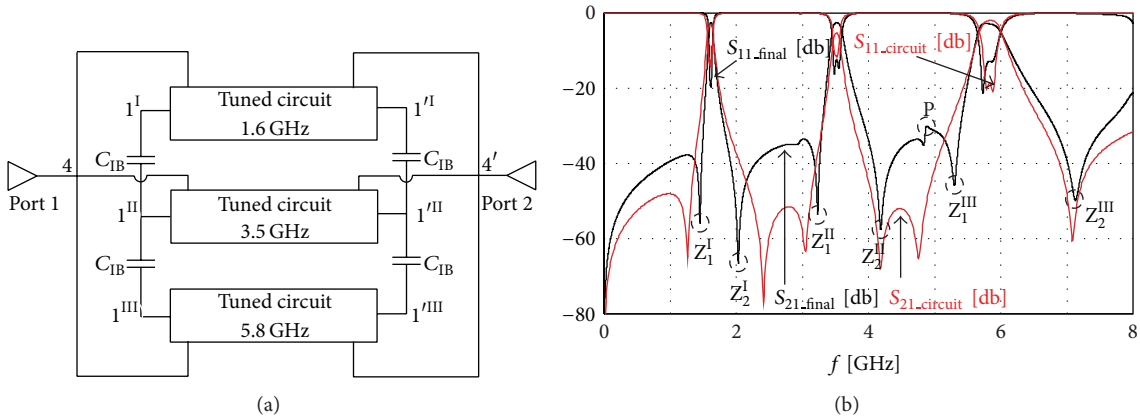 Tuned circuit
1.6 GHz
1^I
1′^I
C_IB
C_IB
4
4′
Port 1
Port 2
Tuned circuit
3.5 GHz
1^II
1′^II
C_IB
C_IB
Tuned circuit
5.8 GHz
1^III
1′^III
(a)
0
−20
−40
−60
−80
S_11_final [db]
S_11_circuit [db]
P
Z_1^I
Z_2^I
Z_1^II
Z_2^II
Z_1^III
Z_2^III
S_21_final [db]
S_21_circuit [db]
0 2 4 6 8
f [GHz]
(b)